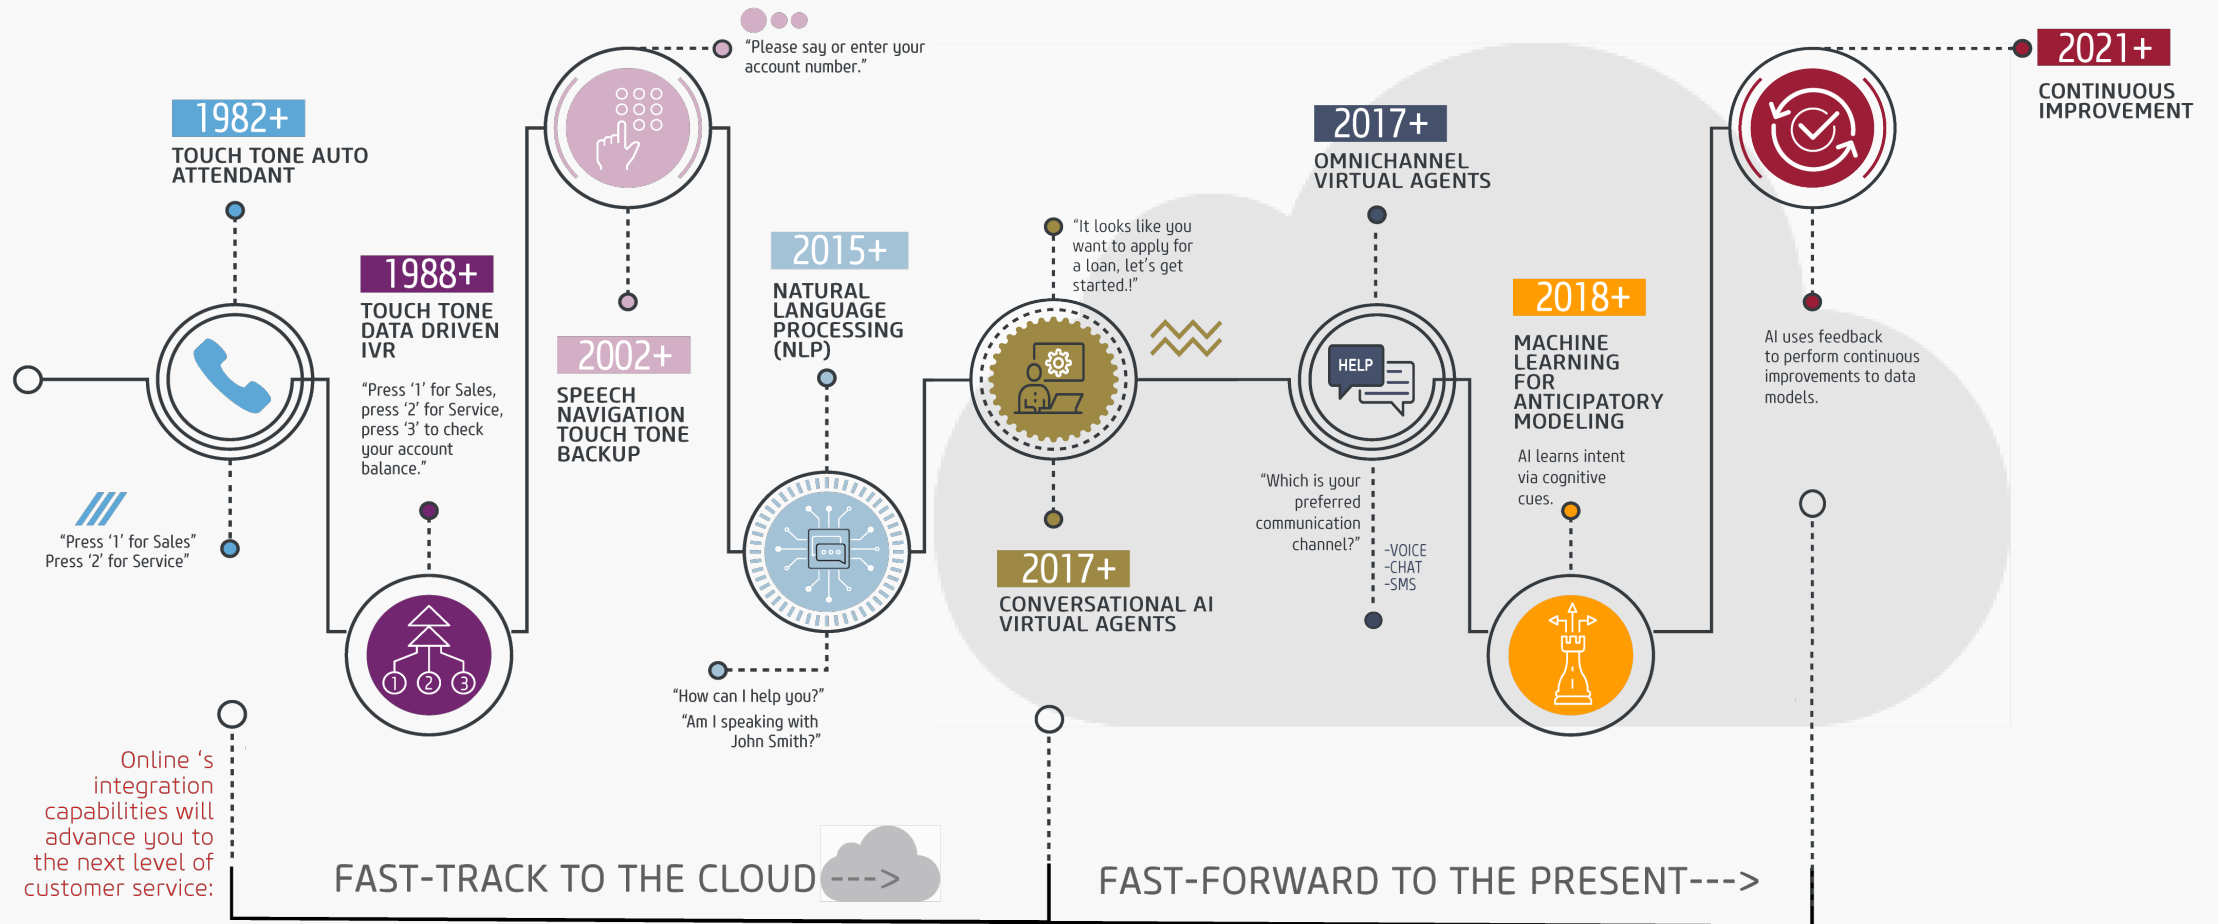 1982+
TOUCH TONE AUTO
ATTENDANT
“Press ‘1’ for Sales”
Press ‘2’ for Service”
1988+
TOUCH TONE
DATA DRIVEN
IVR
“Press ‘1’ for Sales,
press ‘2’ for Service,
press ‘3’ to check
your account
balance.”
1 2 3
“Please say or enter your
account number.”
2002+
SPEECH
NAVIGATION
TOUCH TONE
BACKUP
2015+
NATURAL
LANGUAGE
PROCESSING
(NLP)
“How can I help you?”
“Am I speaking with
John Smith?”
“It looks like you
want to apply for
a loan, let’s get
started.!”
2017+
CONVERSATIONAL AI
VIRTUAL AGENTS
2017+
OMNICHANNEL
VIRTUAL AGENTS
HELP
“Which is your
preferred
communication
channel?”
-VOICE
-CHAT
-SMS
2018+
MACHINE
LEARNING
FOR
ANTICIPATORY
MODELING
AI learns intent
via cognitive
cues.
2021+
CONTINUOUS
IMPROVEMENT
AI uses feedback
to perform continuous
improvements to data
models.
Online ‘s
integration
capabilities will
advance you to
the next level of
customer service:
FAST-TRACK TO THE CLOUD --->
FAST-FORWARD TO THE PRESENT--->